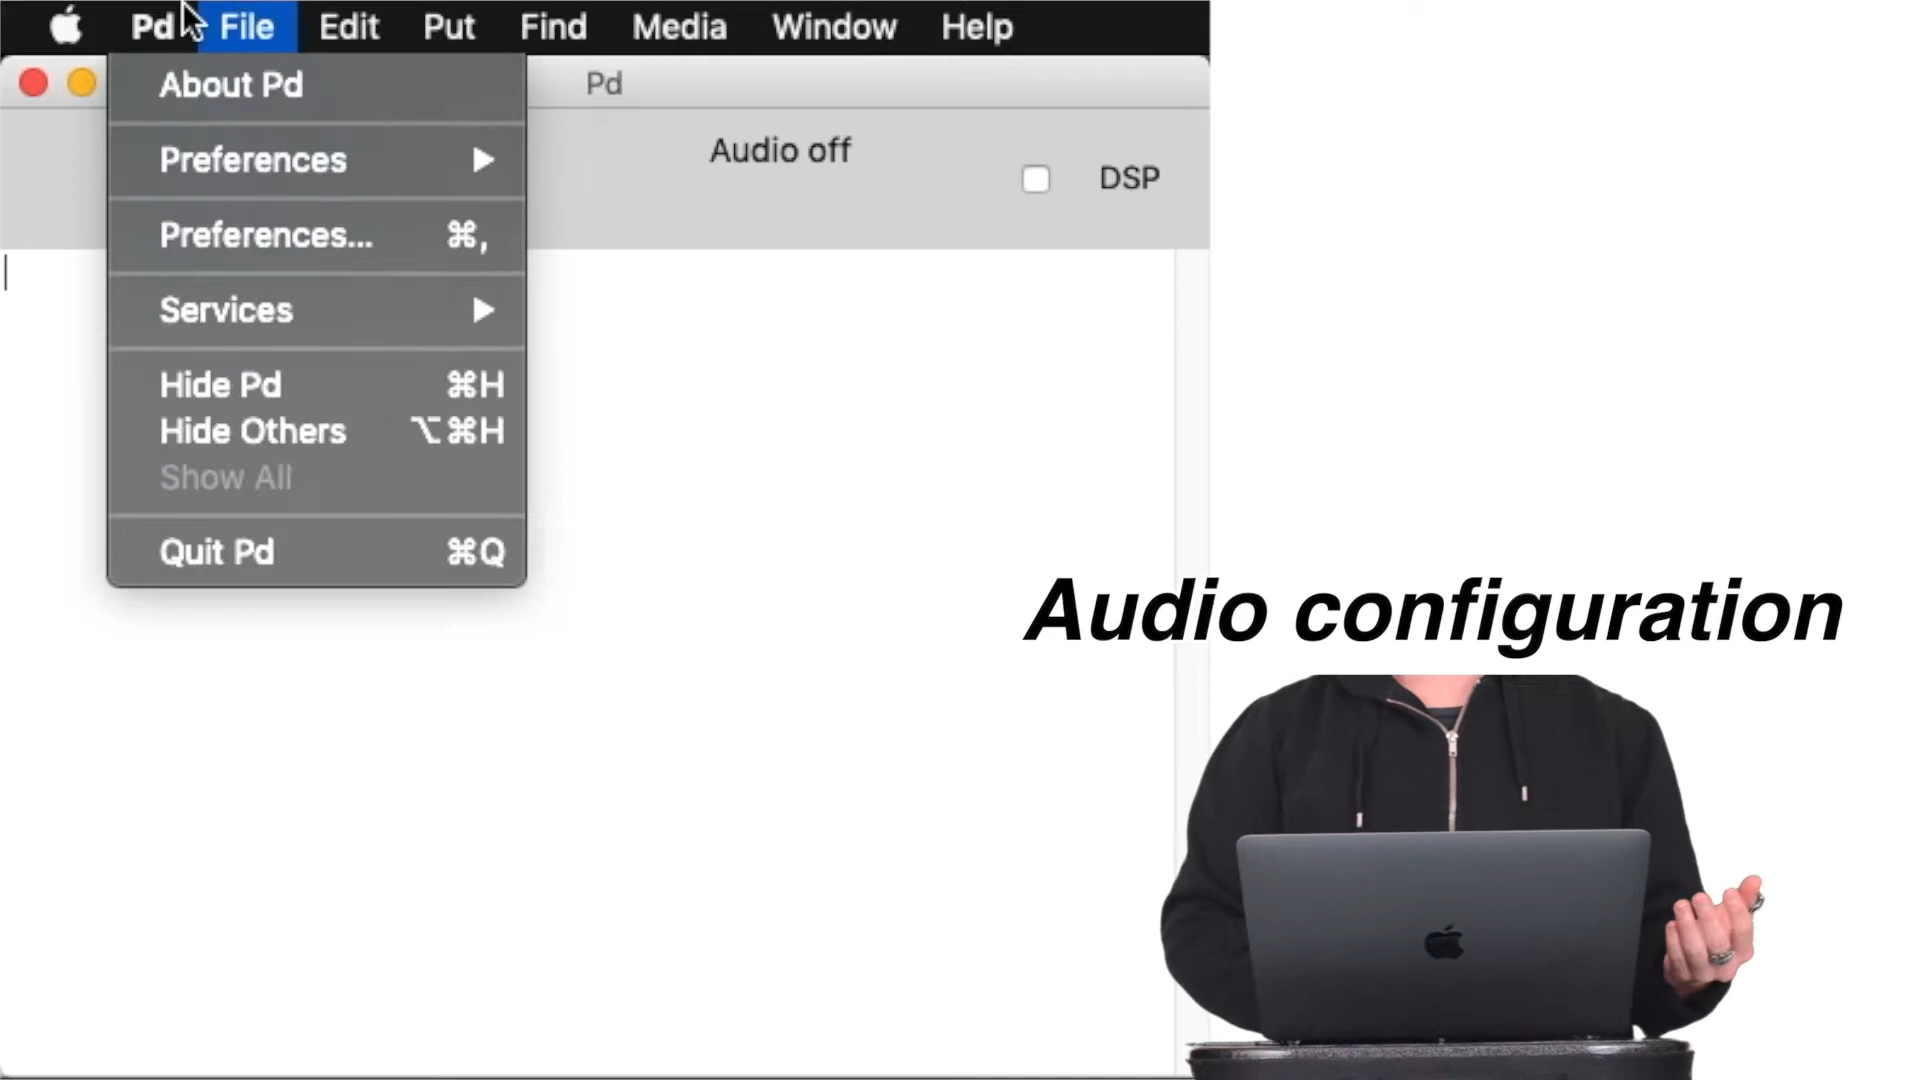 Pd File Edit Put Find Media Window Help
Pd
About Pd
Preferences
Preferences... ⌘,
Services
Hide Pd ⌘H
Hide Others ⌥⌘H
Show All
Quit Pd ⌘Q
Audio off
DSP
Audio configuration